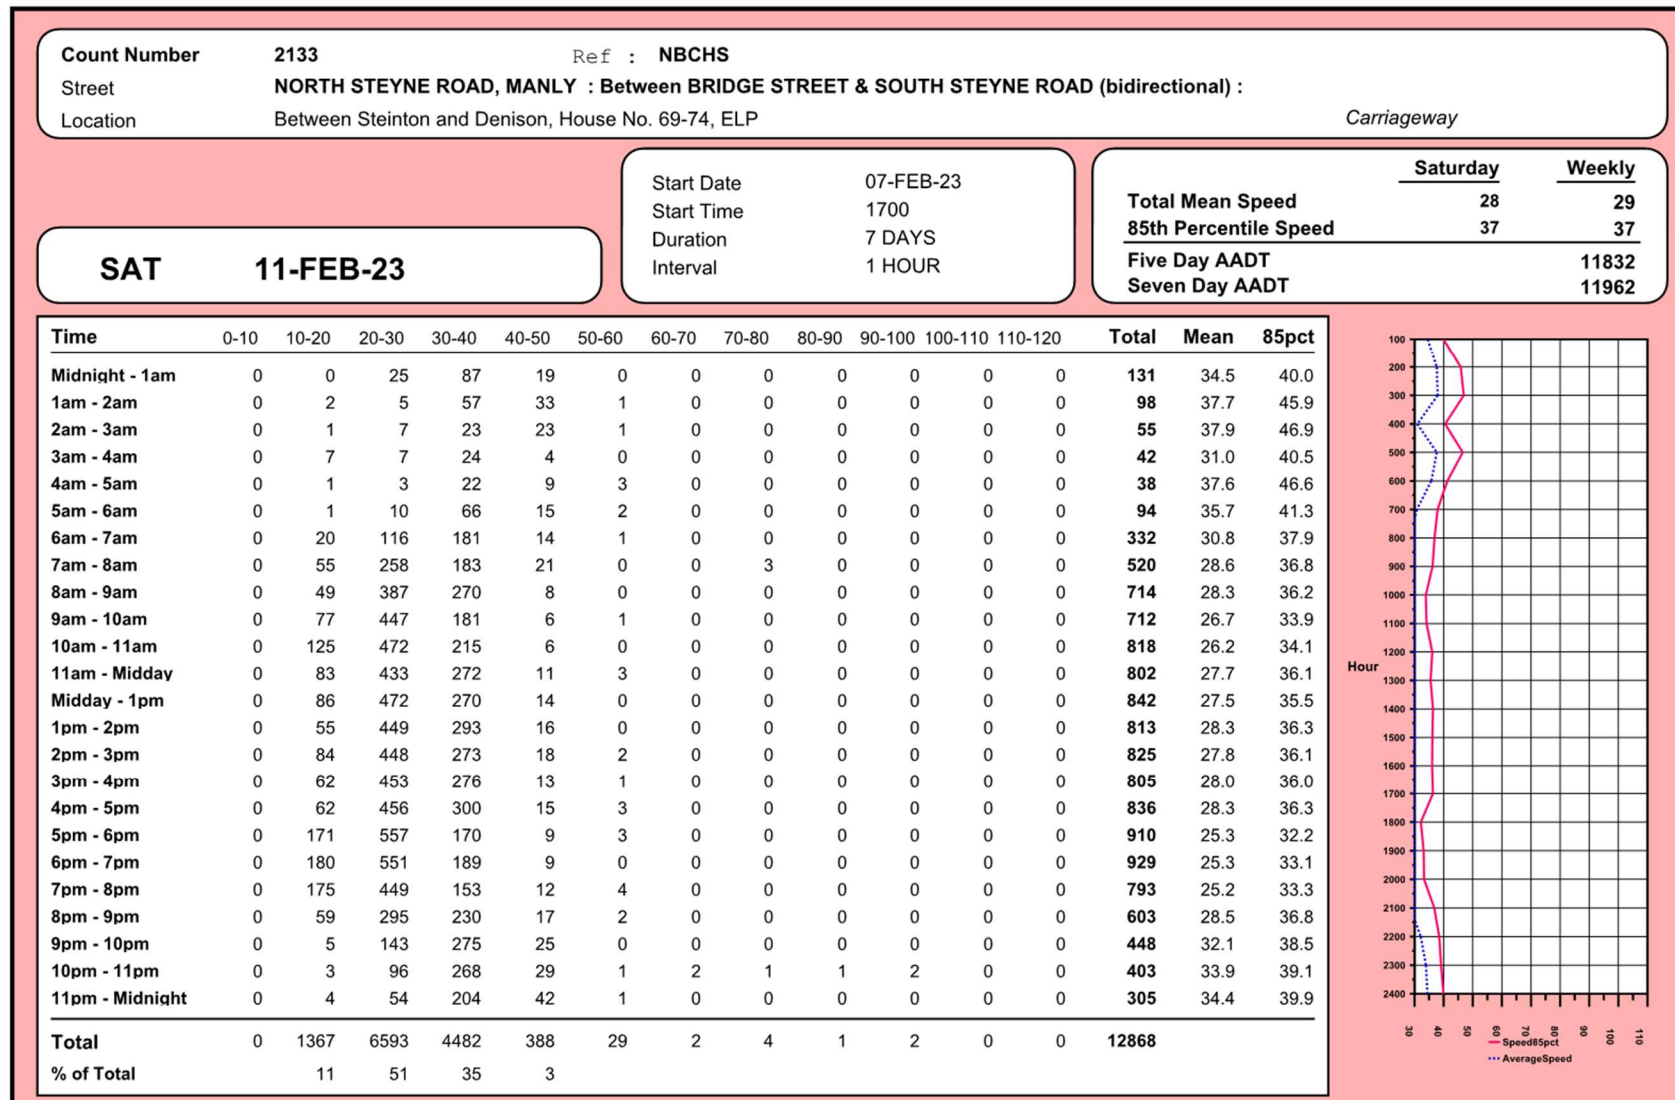 Count Number 2133 Ref : NBCHS
Street NORTH STEYNE ROAD, MANLY : Between BRIDGE STREET & SOUTH STEYNE ROAD (bidirectional) :
Location Between Steinton and Denison, House No. 69-74, ELP Carriageway
SAT 11-FEB-23
Start Date 07-FEB-23
Start Time 1700
Duration 7 DAYS
Interval 1 HOUR
Saturday Weekly
Total Mean Speed 28 29
85th Percentile Speed 37 37
Five Day AADT 11832
Seven Day AADT 11962
Time 0-10 10-20 20-30 30-40 40-50 50-60 60-70 70-80 80-90 90-100 100-110 110-120 Total Mean 85pct
Midnight - 1am 0 0 25 87 19 0 0 0 0 0 0 0 131 34.5 40.0
1am - 2am 0 2 5 57 33 1 0 0 0 0 0 0 98 37.7 45.9
2am - 3am 0 1 7 23 23 1 0 0 0 0 0 0 55 37.9 46.9
3am - 4am 0 7 7 24 4 0 0 0 0 0 0 0 42 31.0 40.5
4am - 5am 0 1 3 22 9 3 0 0 0 0 0 0 38 37.6 46.6
5am - 6am 0 1 10 66 15 2 0 0 0 0 0 0 94 35.7 41.3
6am - 7am 0 20 116 181 14 1 0 0 0 0 0 0 332 30.8 37.9
7am - 8am 0 55 258 183 21 0 0 3 0 0 0 0 520 28.6 36.8
8am - 9am 0 49 387 270 8 0 0 0 0 0 0 0 714 28.3 36.2
9am - 10am 0 77 447 181 6 1 0 0 0 0 0 0 712 26.7 33.9
10am - 11am 0 125 472 215 6 0 0 0 0 0 0 0 818 26.2 34.1
11am - Midday 0 83 433 272 11 3 0 0 0 0 0 0 802 27.7 36.1
Midday - 1pm 0 86 472 270 14 0 0 0 0 0 0 0 842 27.5 35.5
1pm - 2pm 0 55 449 293 16 0 0 0 0 0 0 0 813 28.3 36.3
2pm - 3pm 0 84 448 273 18 2 0 0 0 0 0 0 825 27.8 36.1
3pm - 4pm 0 62 453 276 13 1 0 0 0 0 0 0 805 28.0 36.0
4pm - 5pm 0 62 456 300 15 3 0 0 0 0 0 0 836 28.3 36.3
5pm - 6pm 0 171 557 170 9 3 0 0 0 0 0 0 910 25.3 32.2
6pm - 7pm 0 180 551 189 9 0 0 0 0 0 0 0 929 25.3 33.1
7pm - 8pm 0 175 449 153 12 4 0 0 0 0 0 0 793 25.2 33.3
8pm - 9pm 0 59 295 230 17 2 0 0 0 0 0 0 603 28.5 36.8
9pm - 10pm 0 5 143 275 25 0 0 0 0 0 0 0 448 32.1 38.5
10pm - 11pm 0 3 96 268 29 1 2 1 1 2 0 0 403 33.9 39.1
11pm - Midnight 0 4 54 204 42 1 0 0 0 0 0 0 305 34.4 39.9
Total 0 1367 6593 4482 388 29 2 4 1 2 0 0 12868
% of Total 11 51 35 3
100
200
300
400
500
600
700
800
900
1000
1100
1200
Hour
1300
1400
1500
1600
1700
1800
1900
2000
2100
2200
2300
2400
30 40 50 60 70 80 90 100 110
Speed85pct
AverageSpeed